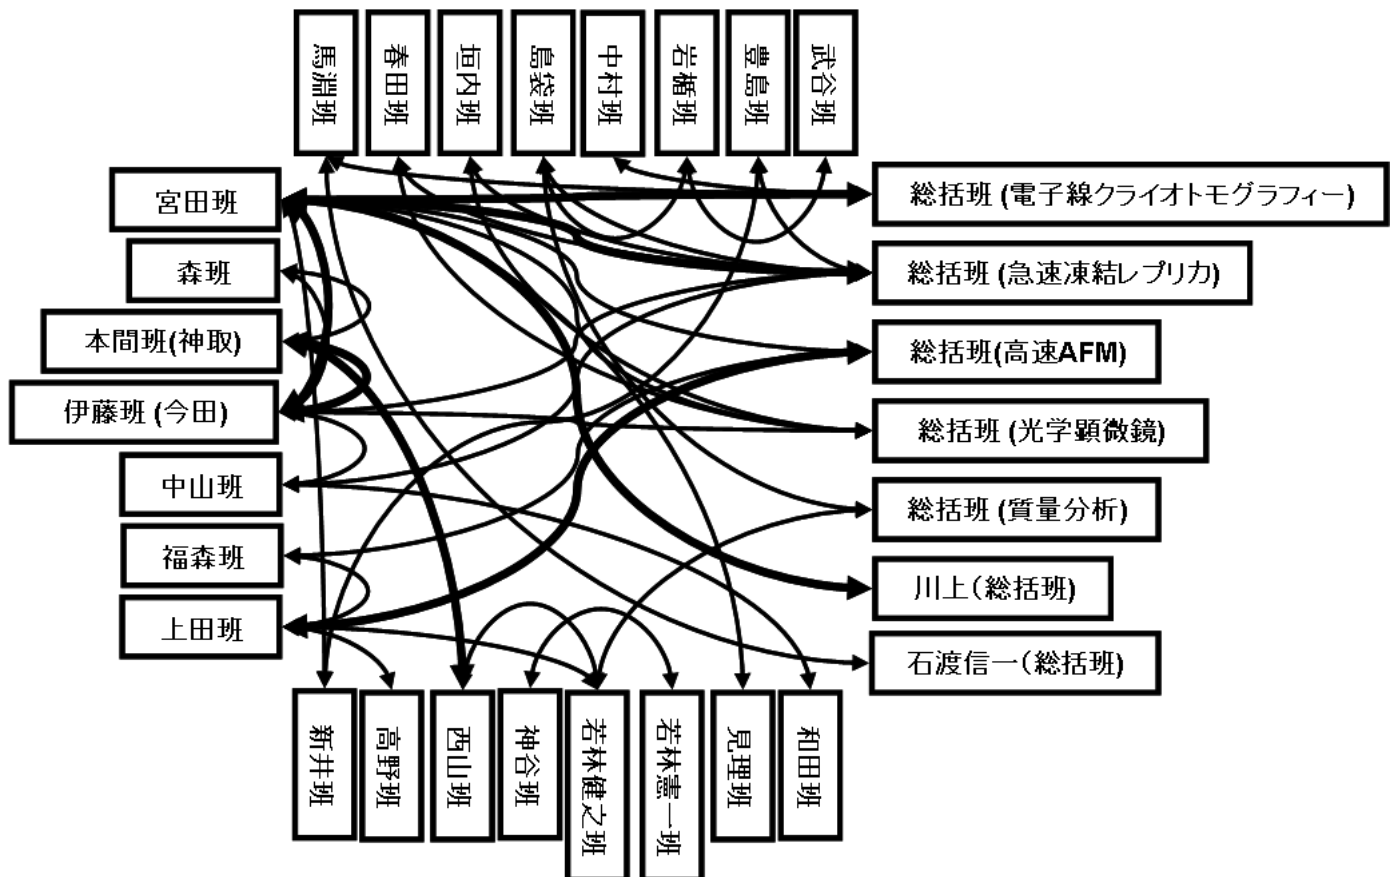 馬淵班
春田班
垣内班
島袋班
中村班
岩楯班
豊島班
武谷班
宮田班
森班
本間班(神取)
伊藤班 (今田)
中山班
福森班
上田班
総括班 (電子線クライオトモグラフィー)
総括班 (急速凍結レプリカ)
総括班(高速AFM)
総括班 (光学顕微鏡)
総括班 (質量分析)
川上(総括班)
石渡信一(総括班)
新井班
高野班
西山班
神谷班
若林健之班
若林憲一班
見理班
和田班